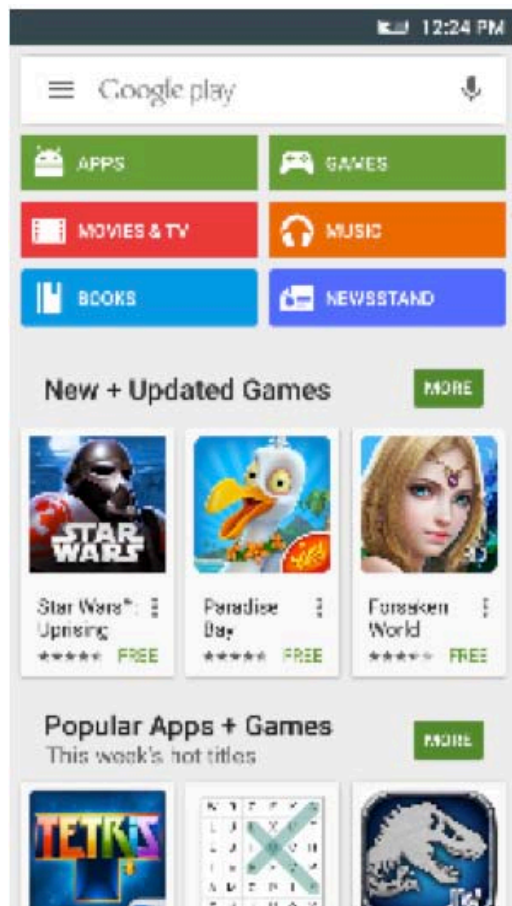 12:24 PM
Google play
APPS
GAMES
MOVIES & TV
MUSIC
BOOKS
NEWSSTAND
New + Updated Games
MORE
STAR
WARS
Star Wars™:
Uprising
FREE
Paradise
Bay
FREE
Forsaken
World
FREE
Popular Apps + Games
MORE
This week's hot titles
TETRIS